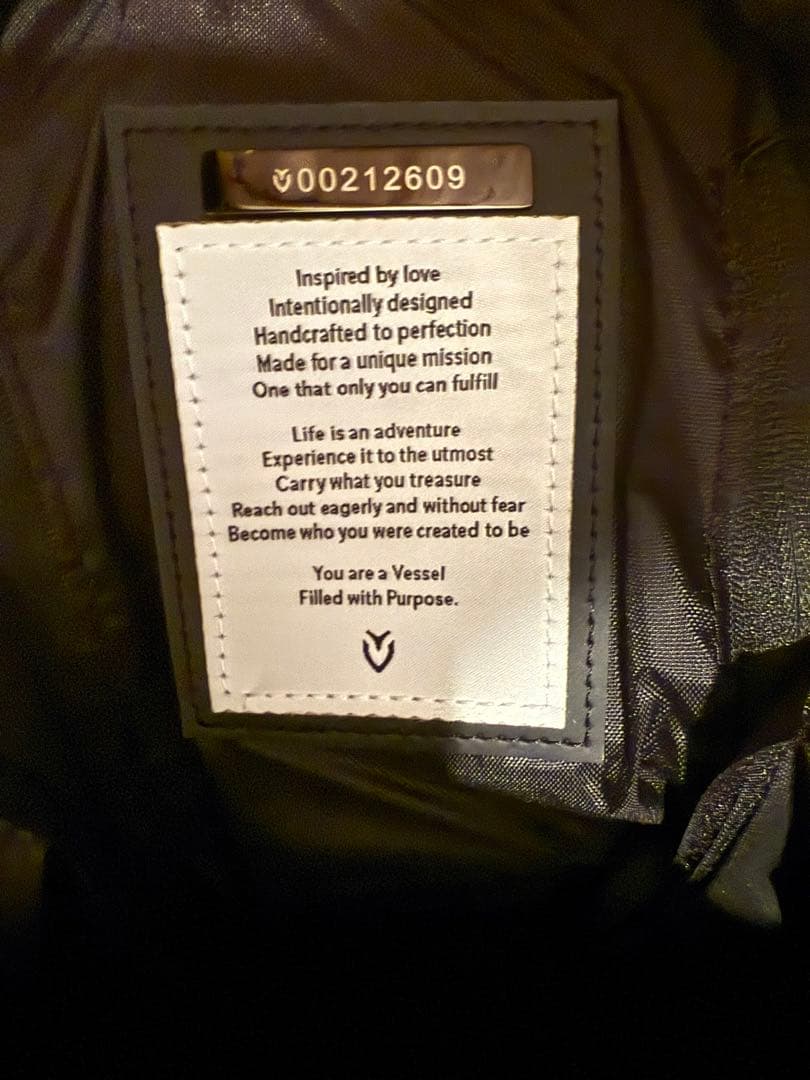 00212609
Inspired by love
Intentionally designed
Handcrafted to perfection
Made for a unique mission
One that only you can fulfill
Life is an adventure
Experience it to the utmost
Carry what you treasure
Reach out eagerly and without fear
Become who you were created to be
You are a Vessel
Filled with Purpose.